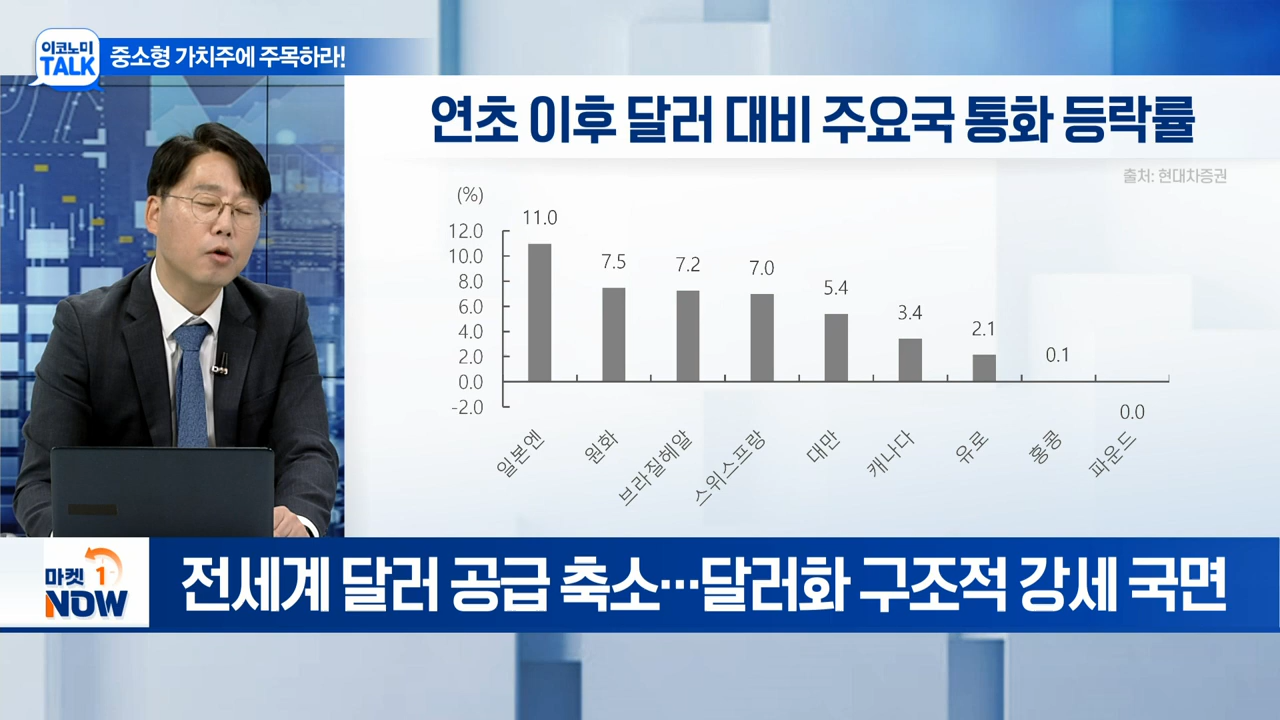 이코노미
TALK
중소형 가치주에 주목하라!
연초 이후 달러 대비 주요국 통화 등락률
출처: 현대차증권
(%)
12.0
10.0
8.0
6.0
4.0
2.0
0.0
-2.0
11.0
7.5
7.2
7.0
5.4
3.4
2.1
0.1
0.0
일본엔
원화
브라질헤알
스위스프랑
대만
캐나다
유로
홍콩
파운드
마켓 1
NOW
전세계 달러 공급 축소…달러화 구조적 강세 국면